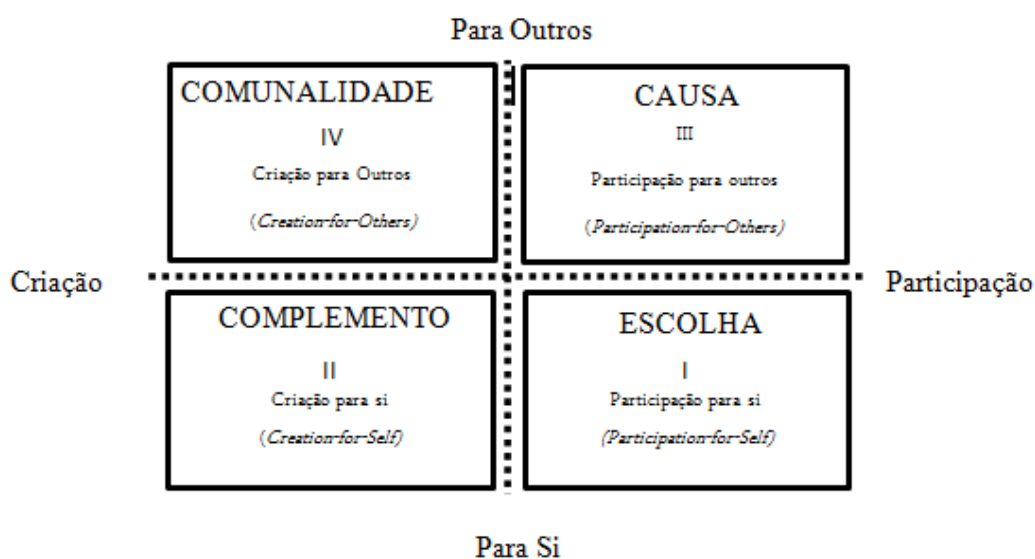 Para Outros
COMUNALIDADE
IV
Criação para Outros
(Creation-for-Others)
CAUSA
III
Participação para outros
(Participation-for-Others)
Criação
Participação
COMPLEMENTO
II
Criação para si
(Creation-for-Self)
ESCOLHA
I
Participação para si
(Participation-for-Self)
Para Si